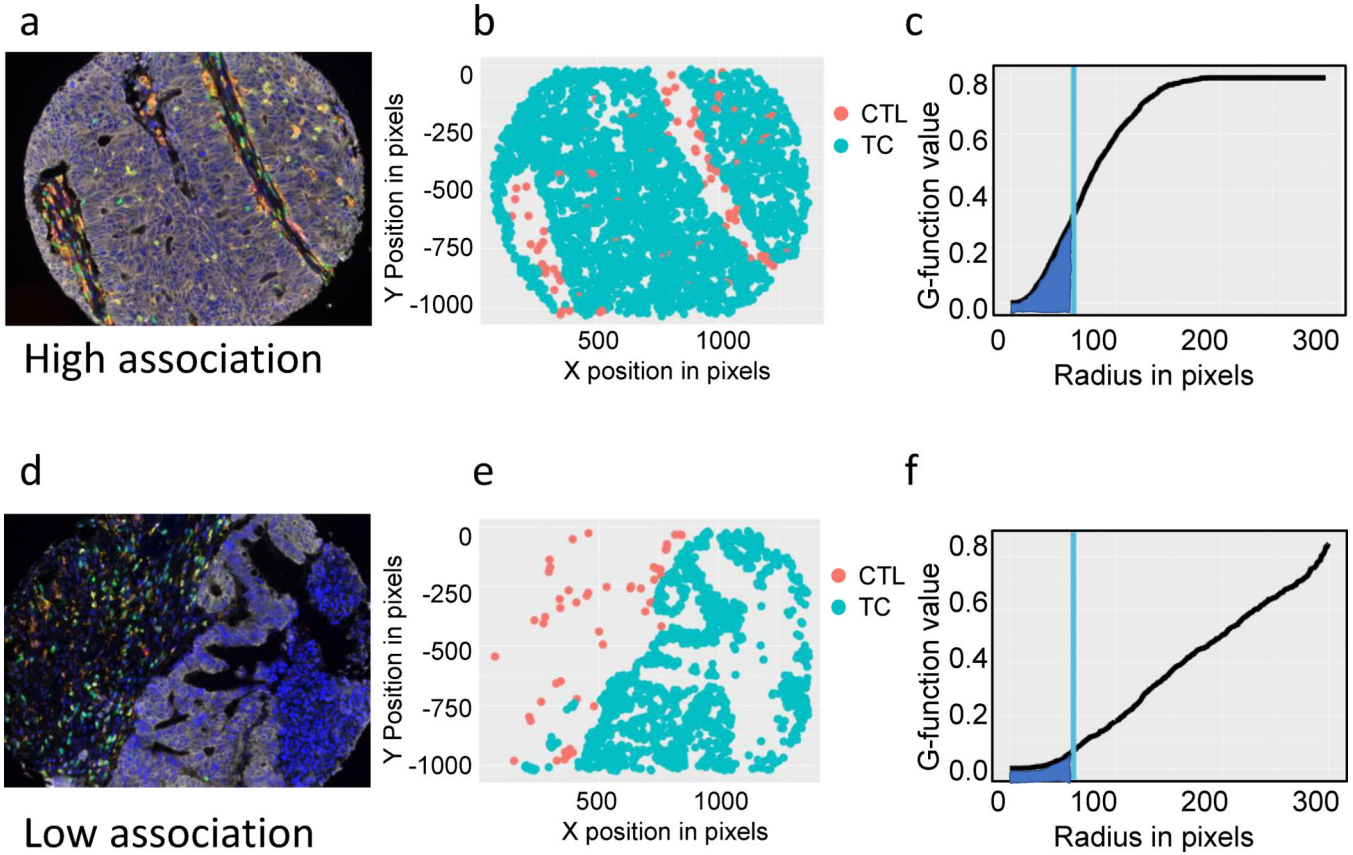 a
High association
b
0
-250
-500
-750
-1000
Y Position in pixels
500 1000
X position in pixels
CTL
TC
c
0.8
0.6
0.4
0.2
0.0
G-function value
0 100 200 300
Radius in pixels
d
Low association
e
0
-250
-500
-750
-1000
Y Position in pixels
500 1000
X position in pixels
CTL
TC
f
0.8
0.6
0.4
0.2
0.0
G-function value
0 100 200 300
Radius in pixels